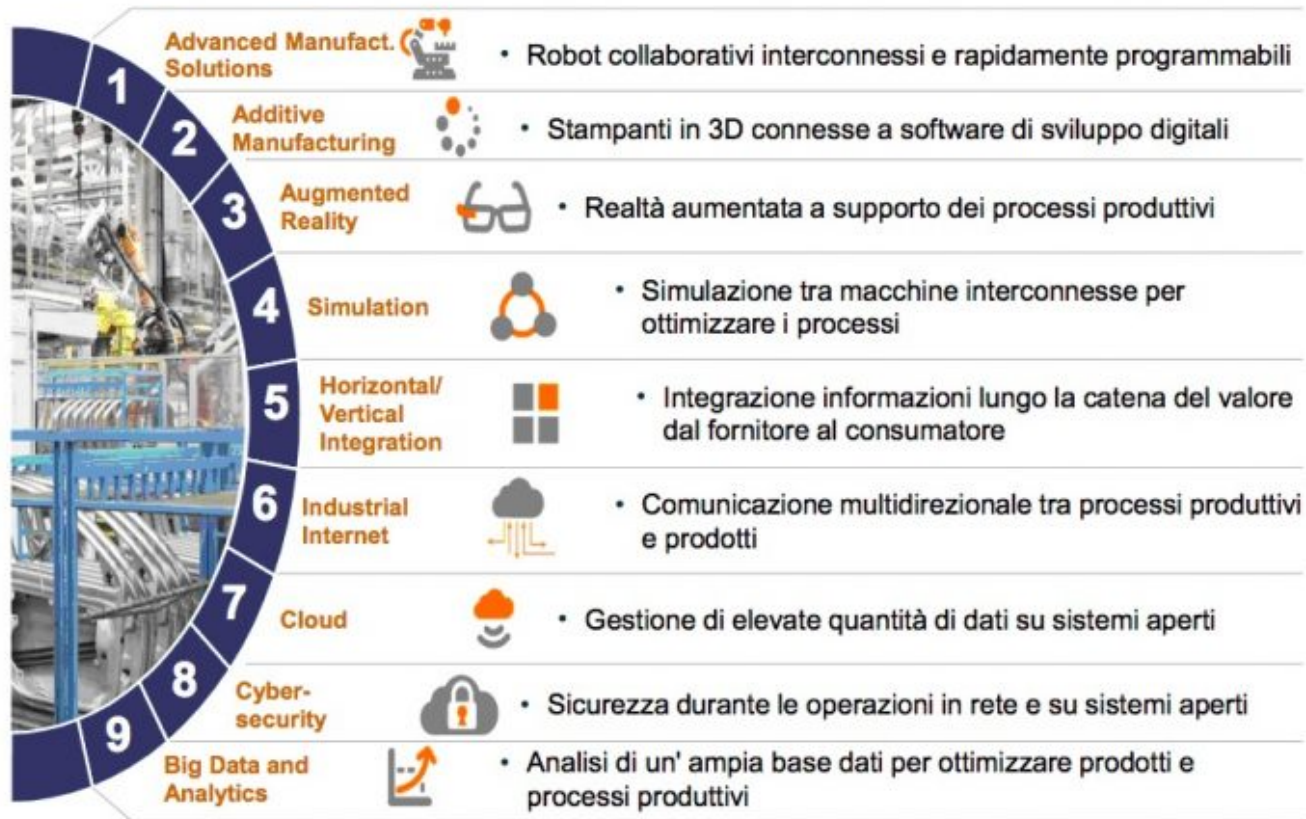 1
Advanced Manufact.
Solutions
• Robot collaborativi interconnessi e rapidamente programmabili
2
Additive
Manufacturing
• Stampanti in 3D connesse a software di sviluppo digitali
3
Augmented
Reality
• Realtà aumentata a supporto dei processi produttivi
4
Simulation
• Simulazione tra macchine interconnesse per
ottimizzare i processi
5
Horizontal/
Vertical
Integration
• Integrazione informazioni lungo la catena del valore
dal fornitore al consumatore
6
Industrial
Internet
• Comunicazione multidirezionale tra processi produttivi
e prodotti
7
Cloud
• Gestione di elevate quantità di dati su sistemi aperti
8
Cyber-
security
• Sicurezza durante le operazioni in rete e su sistemi aperti
9
Big Data and
Analytics
• Analisi di un' ampia base dati per ottimizzare prodotti e
processi produttivi